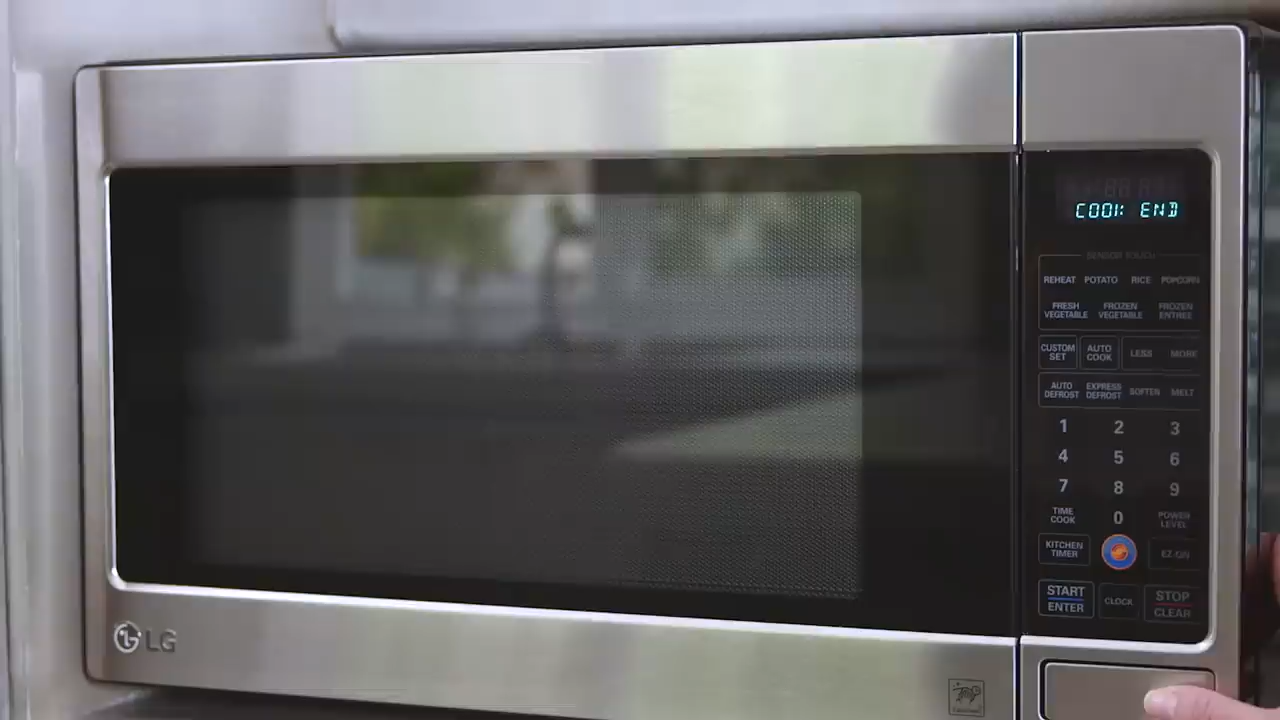 COOK END
SENSOR TOUCH
REHEAT POTATO RICE POPCORN
FRESH VEGETABLE FROZEN VEGETABLE FROZEN ENTREE
CUSTOM SET AUTO COOK LESS MORE
AUTO DEFROST EXPRESS DEFROST SOFTEN MELT
1 2 3
4 5 6
7 8 9
TIME COOK 0 POWER LEVEL
KITCHEN TIMER EZ-ON
START ENTER CLOCK STOP CLEAR
LG